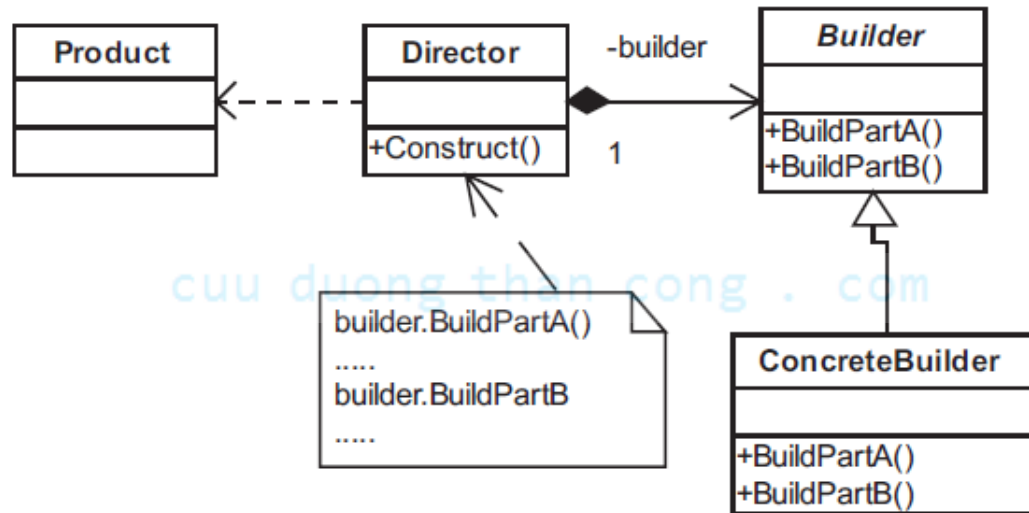 Product
Director
+Construct()
-builder
1
Builder
+BuildPartA()
+BuildPartB()
cuu duong than cong . com
builder.BuildPartA()
.....
builder.BuildPartB
.....
ConcreteBuilder
+BuildPartA()
+BuildPartB()